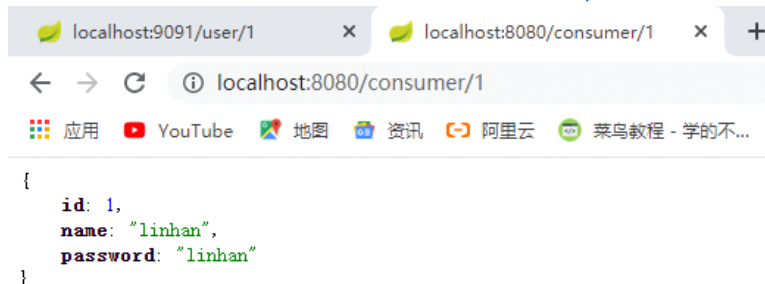 localhost:9091/user/1
localhost:8080/consumer/1
localhost:8080/consumer/1
应用 YouTube 地图 资讯 阿里云 菜鸟教程 - 学的不...
{
id: 1,
name: "linhan",
password: "linhan"
}